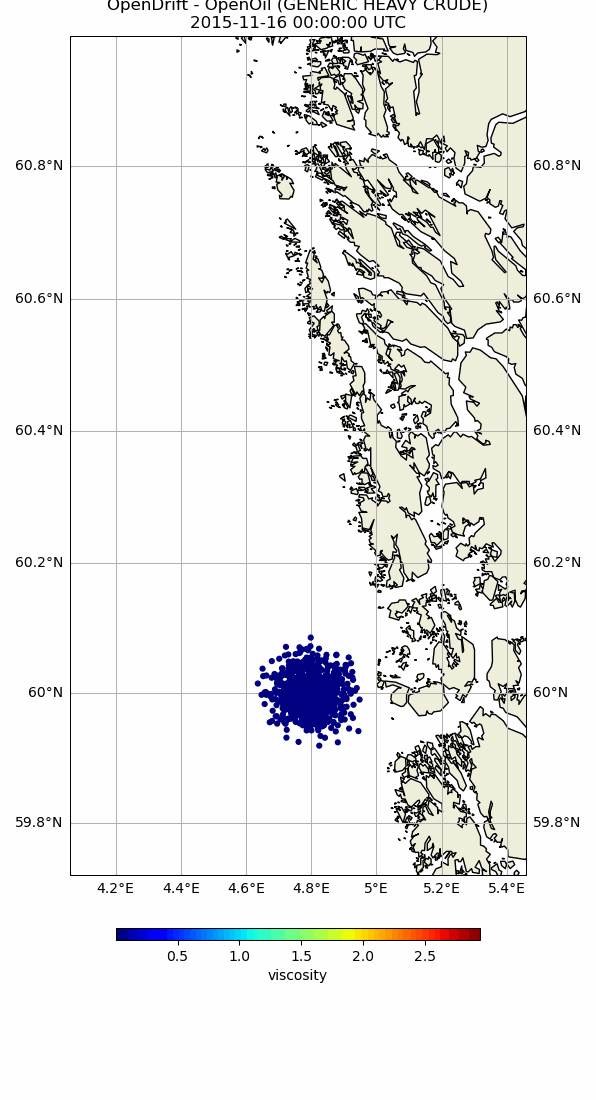 OpenDrift - OpenOil (GENERIC HEAVY CRUDE)
2015-11-16 00:00:00 UTC
60.8°N 60.8°N
60.6°N 60.6°N
60.4°N 60.4°N
60.2°N 60.2°N
60°N 60°N
59.8°N 59.8°N
4.2°E 4.4°E 4.6°E 4.8°E 5°E 5.2°E 5.4°E
0.5 1.0 1.5 2.0 2.5
viscosity